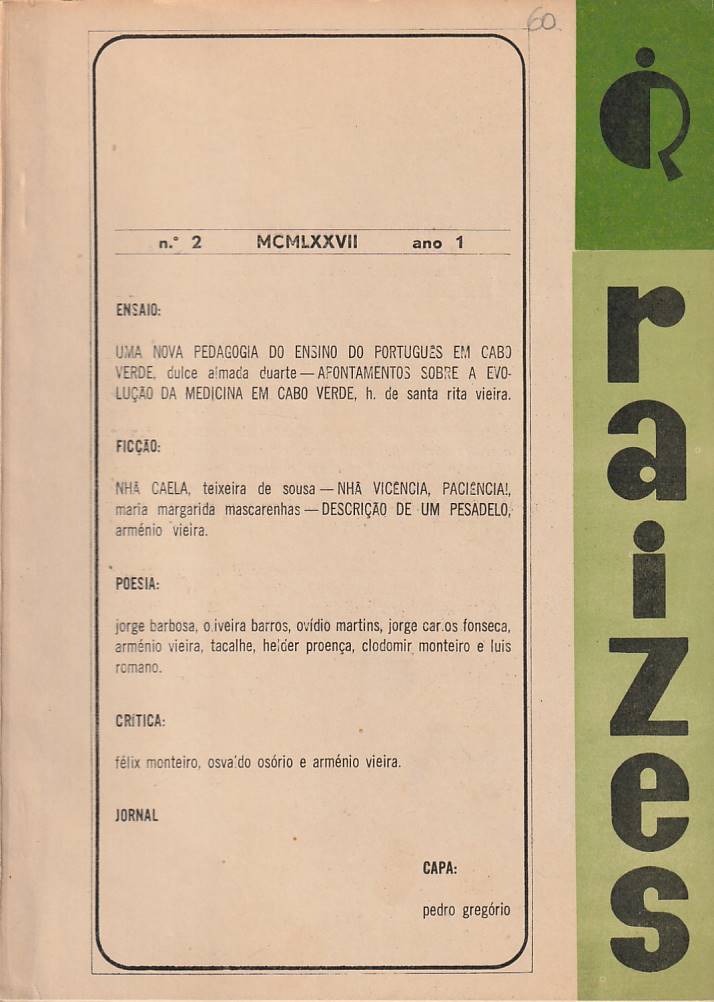 60
n.º 2 MCMLXXVII ano 1
ENSAIO:
UMA NOVA PEDAGOGIA DO ENSINO DO PORTUGUÊS EM CABO
VERDE, dulce almada duarte — APONTAMENTOS SOBRE A EVO-
LUÇÃO DA MEDICINA EM CABO VERDE, h. de santa rita vieira.
FICÇÃO:
NHÂ CAELA, teixeira de sousa — NHÂ VICÊNCIA, PACIÊNCIA!,
maria margarida mascarenhas — DESCRIÇÃO DE UM PESADELO,
arménio vieira.
POESIA:
jorge barbosa, oliveira barros, ovídio martins, jorge carlos fonseca,
arménio vieira, tacalhe, helder proença, clodomir monteiro e luis
romano.
CRÍTICA:
félix monteiro, osvaldo osório e arménio vieira.
JORNAL
CAPA:
pedro gregório
raizes